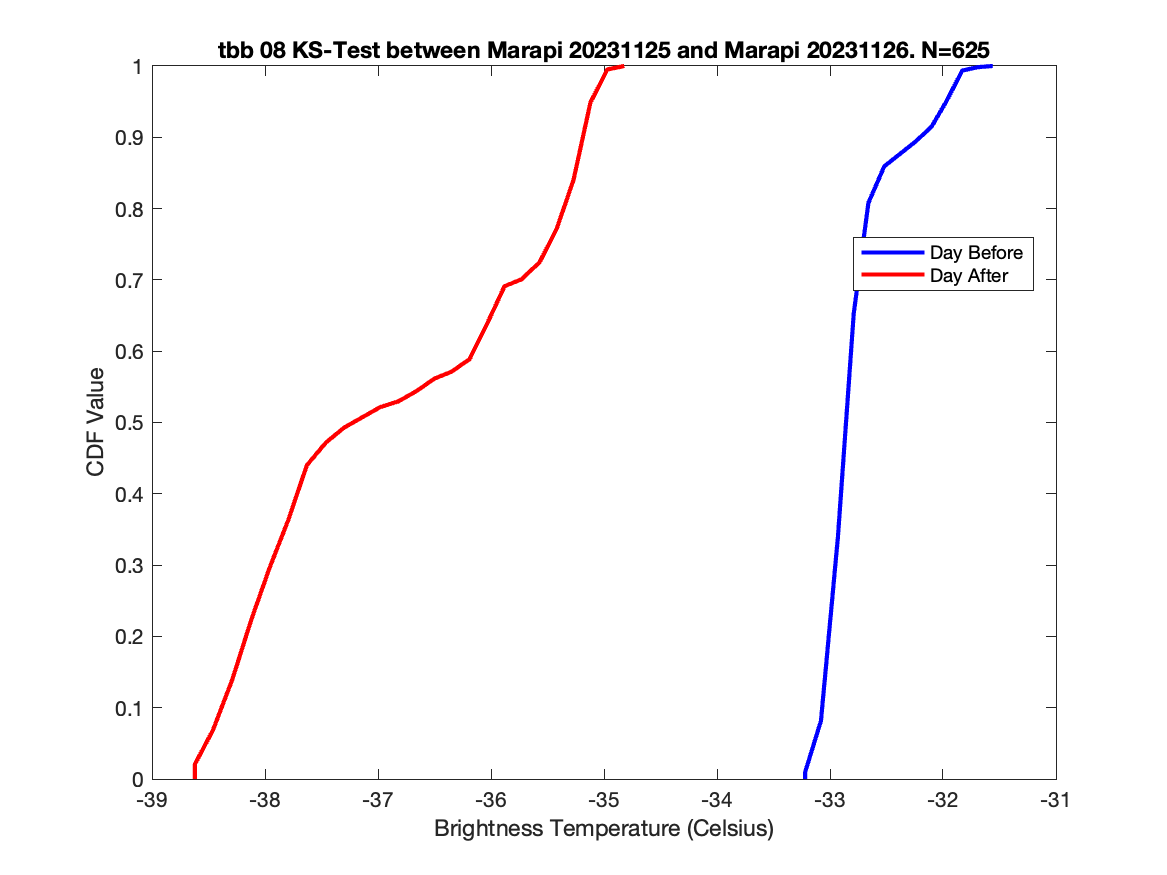 tbb 08 KS-Test between Marapi 20231125 and Marapi 20231126. N=625
1
0.9
0.8
0.7
0.6
0.5
0.4
0.3
0.2
0.1
0
CDF Value
Day Before
Day After
-39 -38 -37 -36 -35 -34 -33 -32 -31
Brightness Temperature (Celsius)